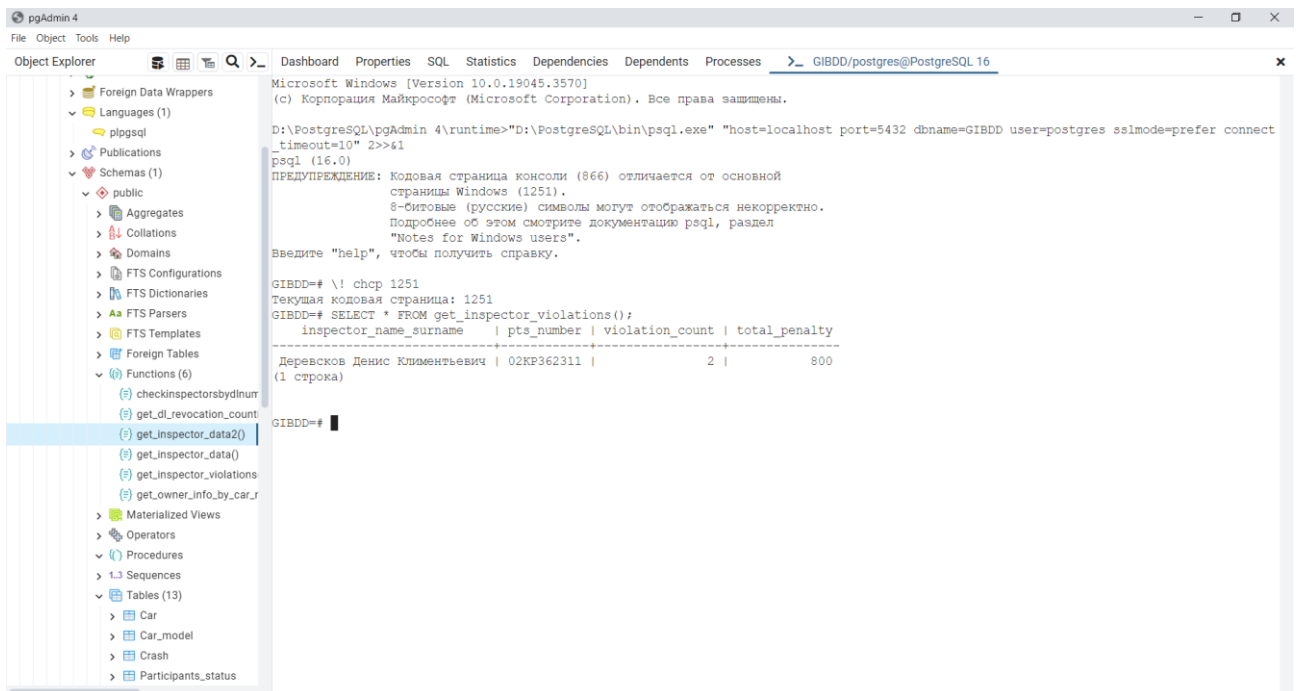 pgAdmin 4
File Object Tools Help
Object Explorer
Dashboard Properties SQL Statistics Dependencies Dependents Processes >_ GIBDD/postgres@PostgreSQL 16
Foreign Data Wrappers
Languages (1)
plpgsql
Publications
Schemas (1)
public
Aggregates
Collations
Domains
FTS Configurations
FTS Dictionaries
Aa FTS Parsers
FTS Templates
Foreign Tables
Functions (6)
checkinspectorsbydlnum
get_dl_revocation_count
get_inspector_data2()
get_inspector_data()
get_inspector_violations
get_owner_info_by_car_r
Materialized Views
Operators
Procedures
1..3 Sequences
Tables (13)
Car
Car_model
Crash
Participants_status
Microsoft Windows [Version 10.0.19045.3570]
(c) Корпорация Майкрософт (Microsoft Corporation). Все права защищены.
D:\PostgreSQL\pgAdmin 4\runtime>"D:\PostgreSQL\bin\psql.exe" "host=localhost port=5432 dbname=GIBDD user=postgres sslmode=prefer connect
_timeout=10" 2>>&1
psql (16.0)
ПРЕДУПРЕЖДЕНИЕ: Кодовая страница консоли (866) отличается от основной
страницы Windows (1251).
8-битовые (русские) символы могут отображаться некорректно.
Подробнее об этом смотрите документацию psql, раздел
"Notes for Windows users".
Введите "help", чтобы получить справку.
GIBDD=# \! chcp 1251
Текущая кодовая страница: 1251
GIBDD=# SELECT * FROM get_inspector_violations();
inspector_name_surname | pts_number | violation_count | total_penalty
-------------------------------+------------+-----------------+---------------
Деревсков Денис Климентьевич | 02КР362311 | 2 | 800
(1 строка)
GIBDD=#